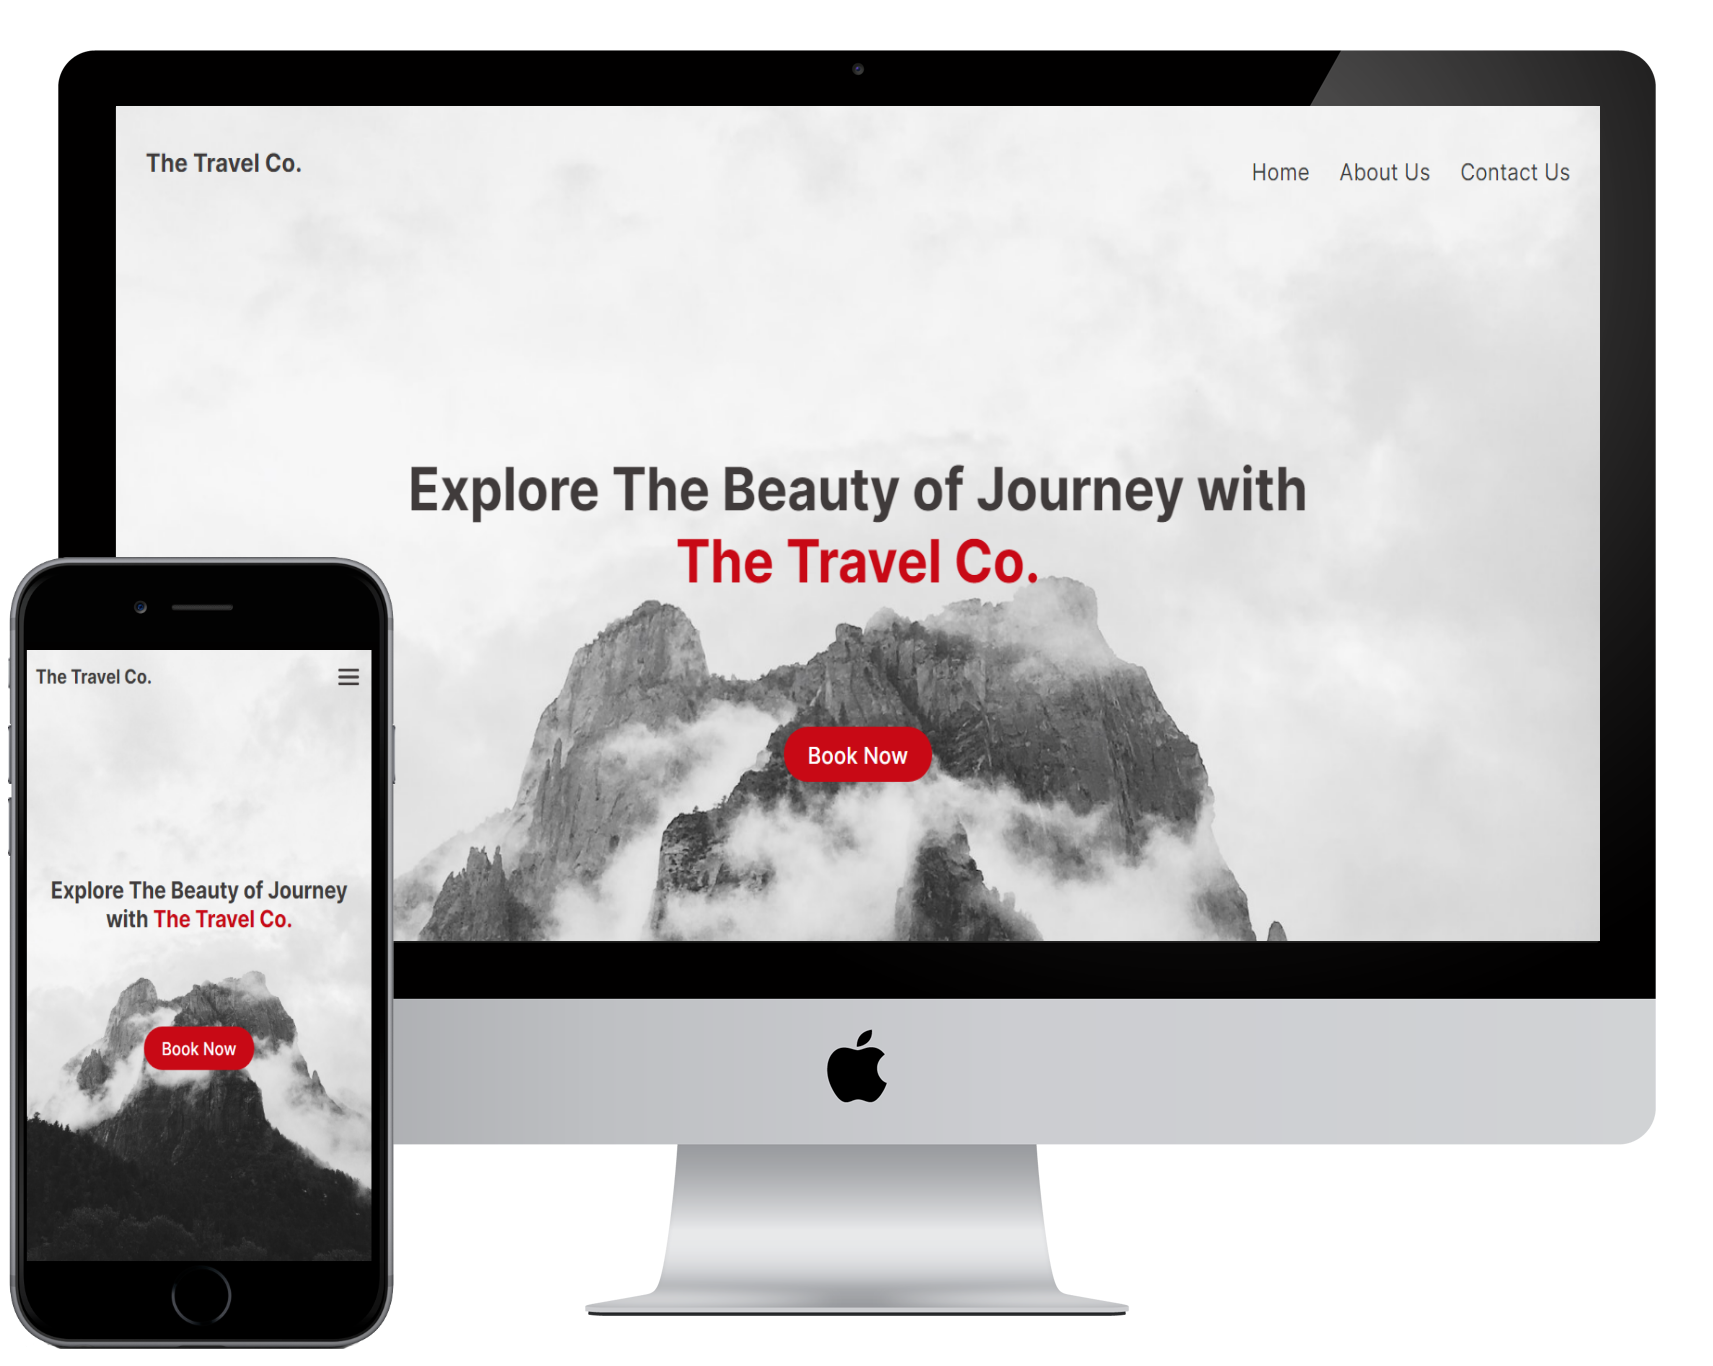 The Travel Co.
Home About Us Contact Us
Explore The Beauty of Journey with
The Travel Co.
Book Now
The Travel Co.
Explore The Beauty of Journey
with The Travel Co.
Book Now